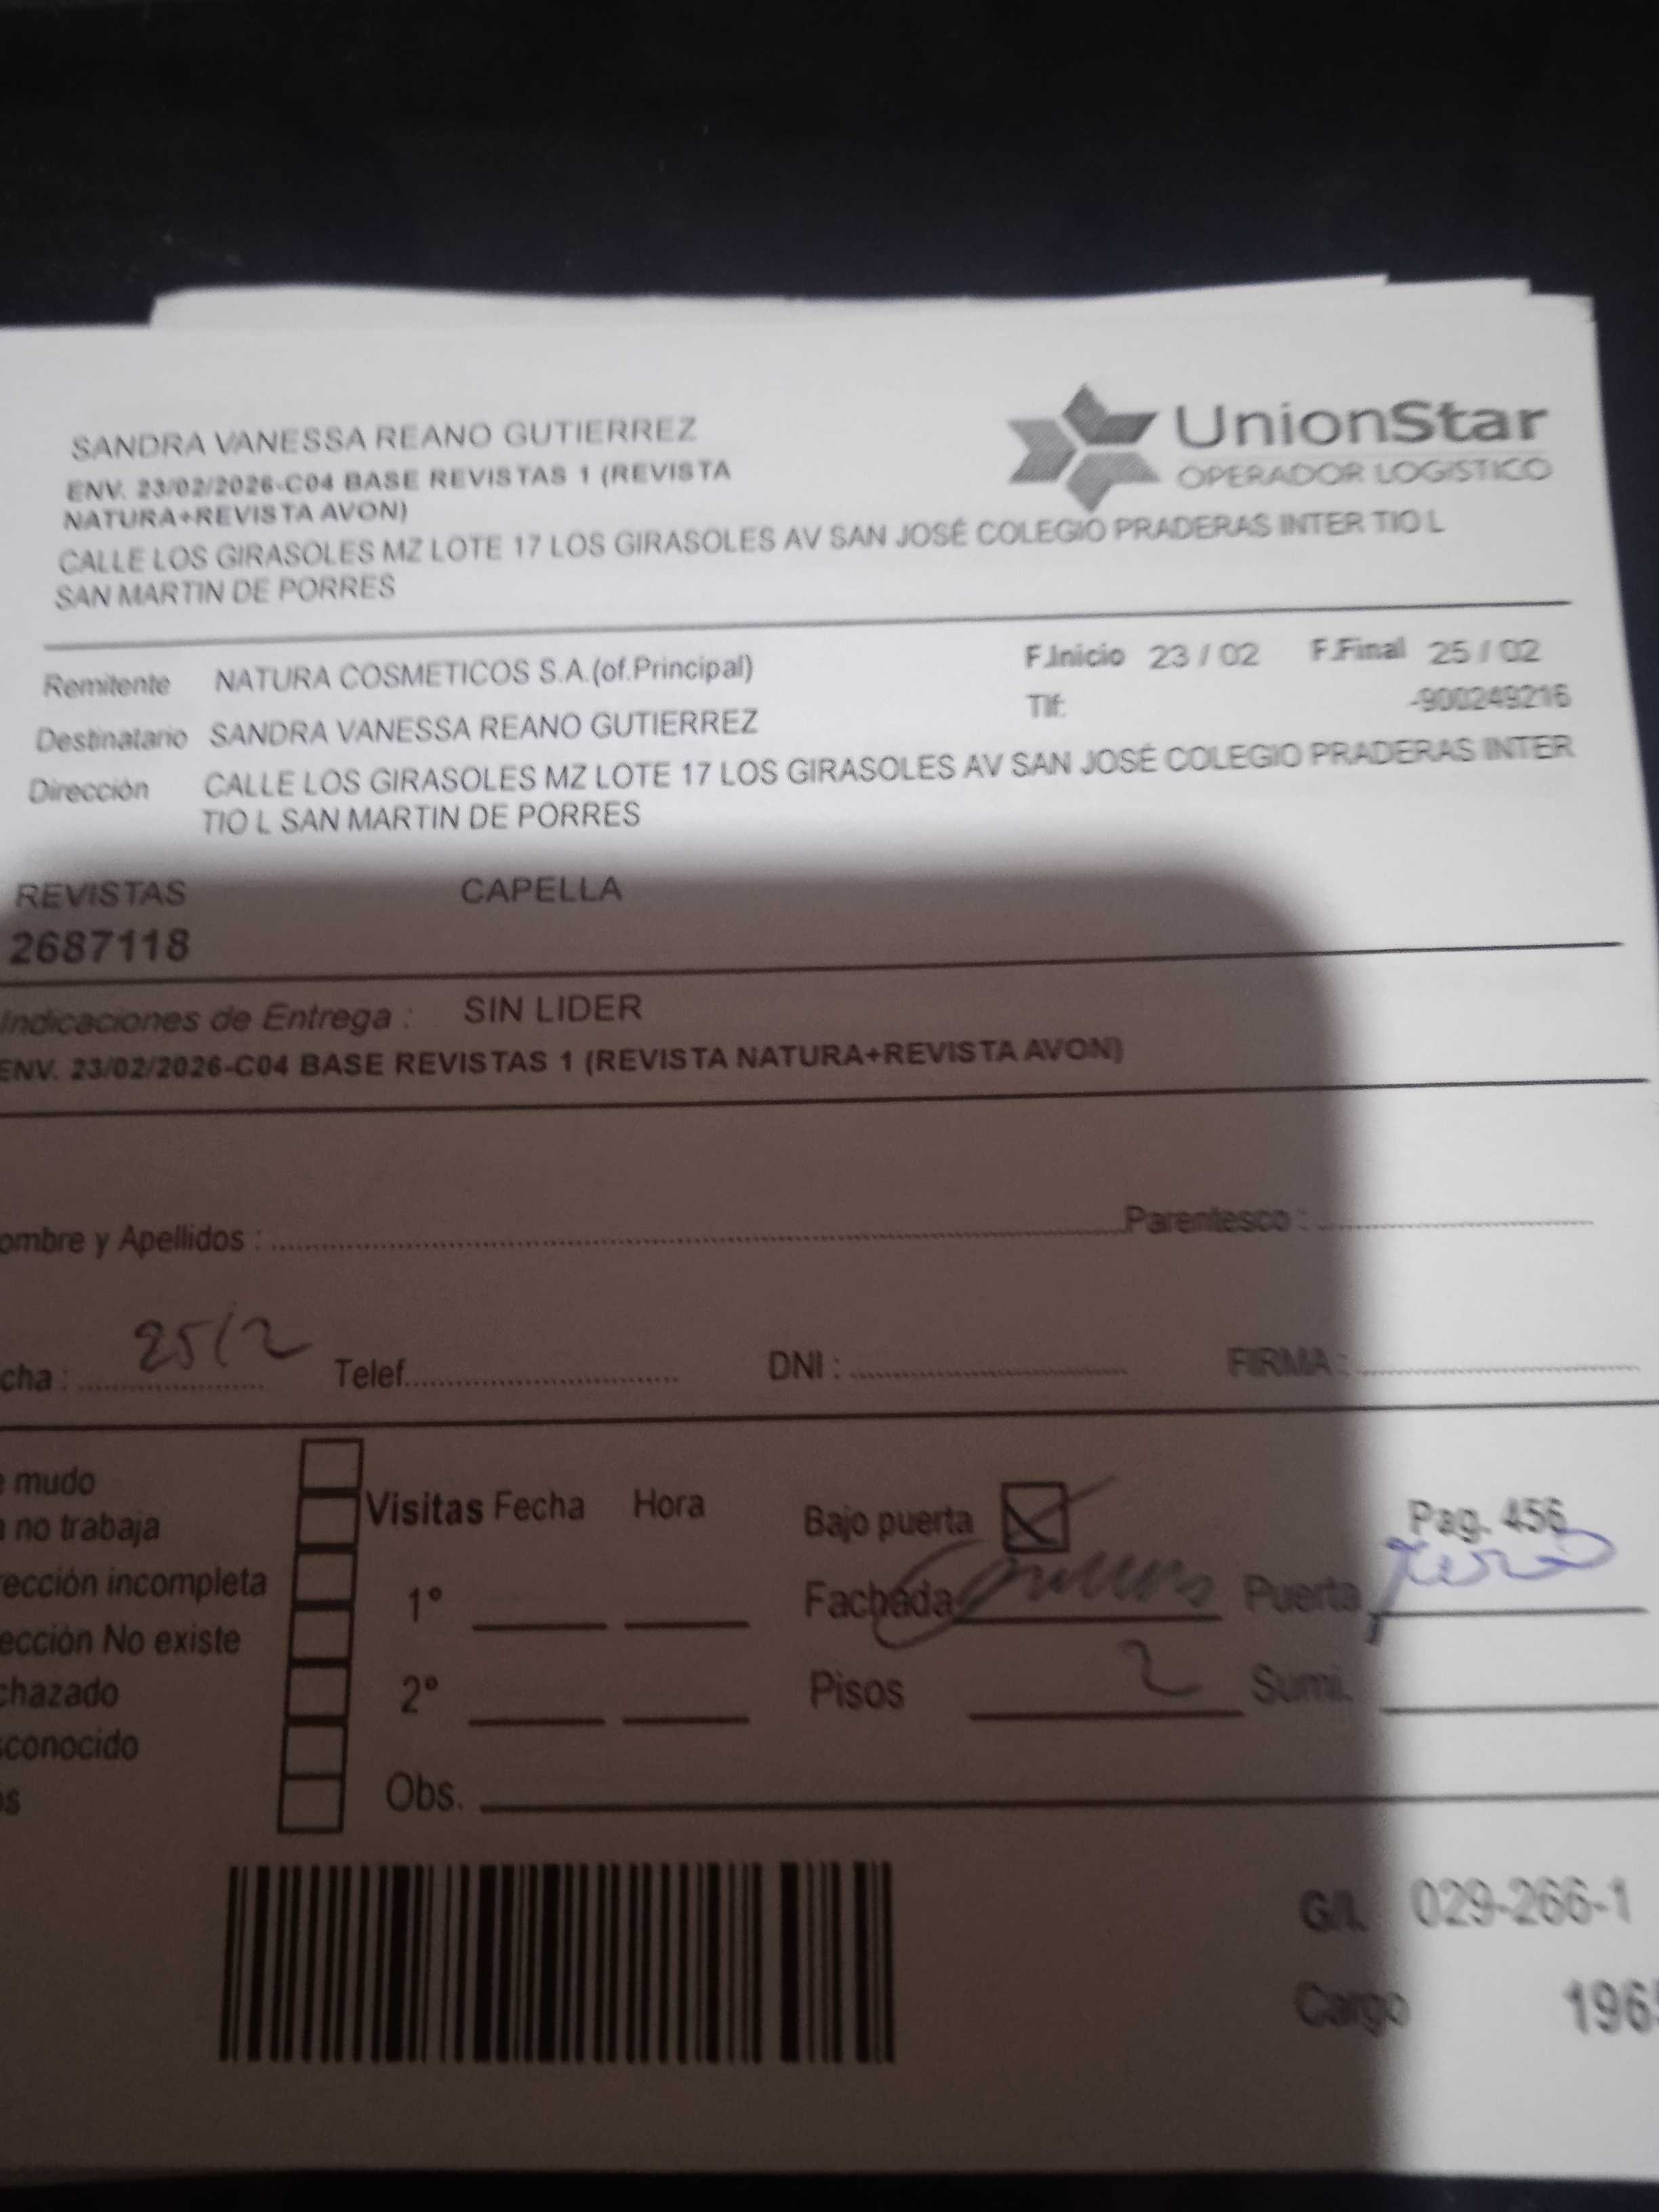 SANDRA VANESSA REANO GUTIERREZ
ENV. 23/02/2026-C04 BASE REVISTAS 1 (REVISTA
NATURA+REVISTA AVON)
CALLE LOS GIRASOLES MZ LOTE 17 LOS GIRASOLES AV SAN JOSÉ COLEGIO PRADERAS INTER TIO L
SAN MARTIN DE PORRES
UnionStar
OPERADOR LOGISTICO
Remitente NATURA COSMETICOS S.A.(of.Principal) F.Inicio 23 / 02 F.Final 25 / 02
Destinatario SANDRA VANESSA REANO GUTIERREZ Tlf: -900249216
Dirección CALLE LOS GIRASOLES MZ LOTE 17 LOS GIRASOLES AV SAN JOSÉ COLEGIO PRADERAS INTER
TIO L SAN MARTIN DE PORRES
REVISTAS CAPELLA
2687118
Indicaciones de Entrega : SIN LIDER
ENV. 23/02/2026-C04 BASE REVISTAS 1 (REVISTA NATURA+REVISTA AVON)
ombre y Apellidos : Parentesco :
cha : 25/2 Telef. DNI : FIRMA :
e mudo
a no trabaja
rección incompleta
ección No existe
chazado
sconocido
os
Visitas Fecha Hora
1°
2°
Obs.
Bajo puerta
Fachada
Pisos 2
Pag. 456
Puerta
Sumi.
G/L 029-266-1
Cargo 196